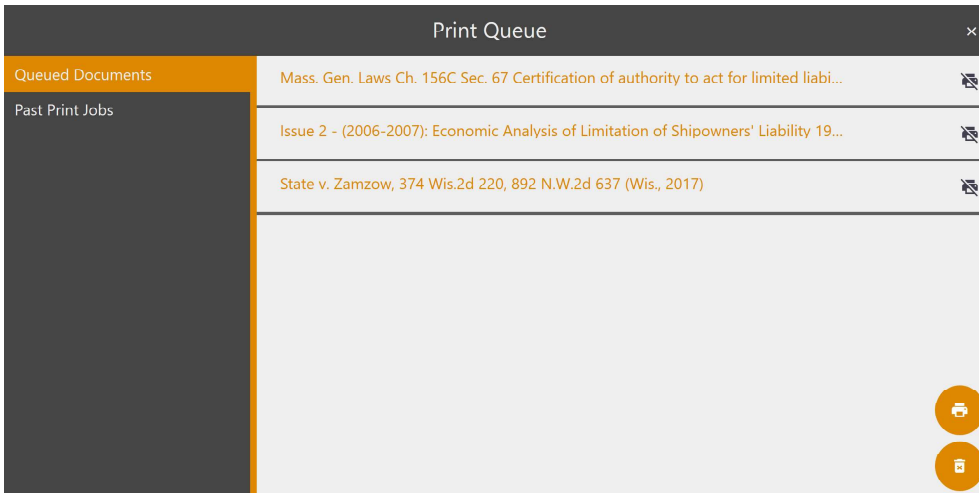 Print Queue
Queued Documents
Past Print Jobs
Mass. Gen. Laws Ch. 156C Sec. 67 Certification of authority to act for limited liabi...
Issue 2 - (2006-2007): Economic Analysis of Limitation of Shipowners' Liability 19...
State v. Zamzow, 374 Wis.2d 220, 892 N.W.2d 637 (Wis., 2017)